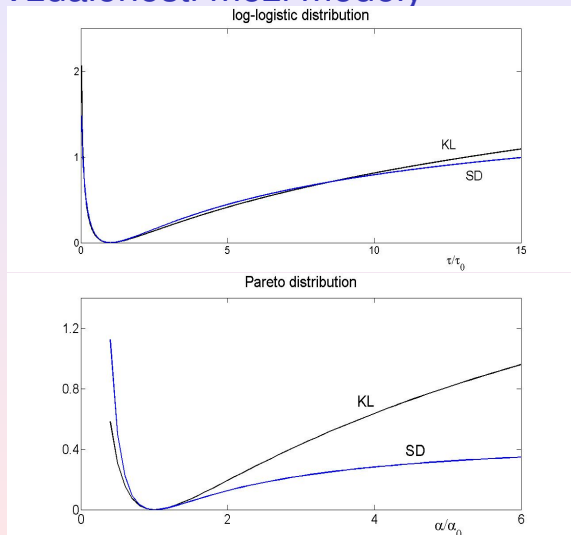 log-logistic distribution
2
1
0
KL
SD
0 5 10 15
τ/τ₀
Pareto distribution
1.2
0.8
0.4
0
KL
SD
0 2 4 6
α/α₀